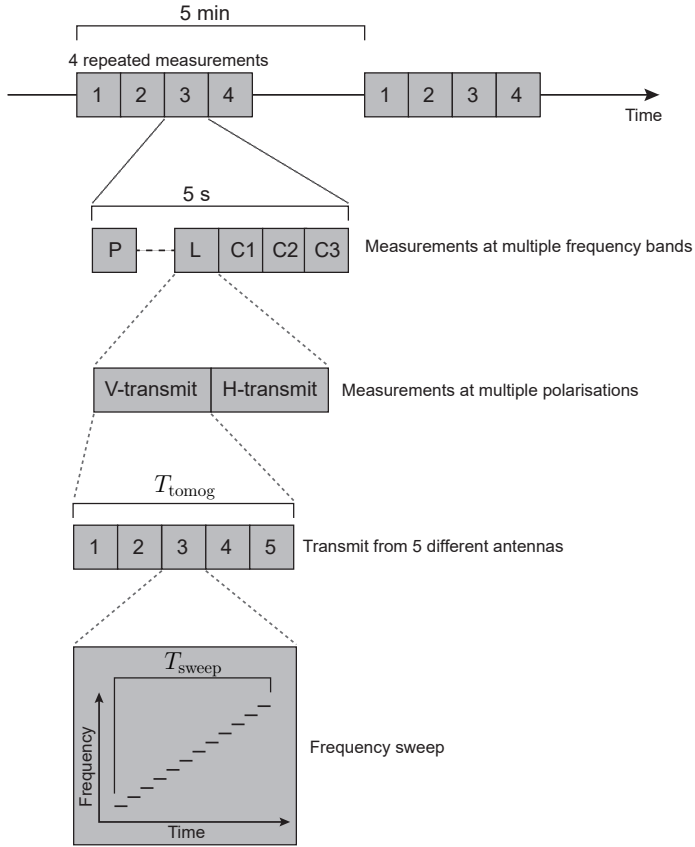 5 min
4 repeated measurements
1 2 3 4 1 2 3 4
Time
5 s
P L C1 C2 C3 Measurements at multiple frequency bands
V-transmit H-transmit Measurements at multiple polarisations
T_tomog
1 2 3 4 5 Transmit from 5 different antennas
T_sweep
Frequency
Time
Frequency sweep